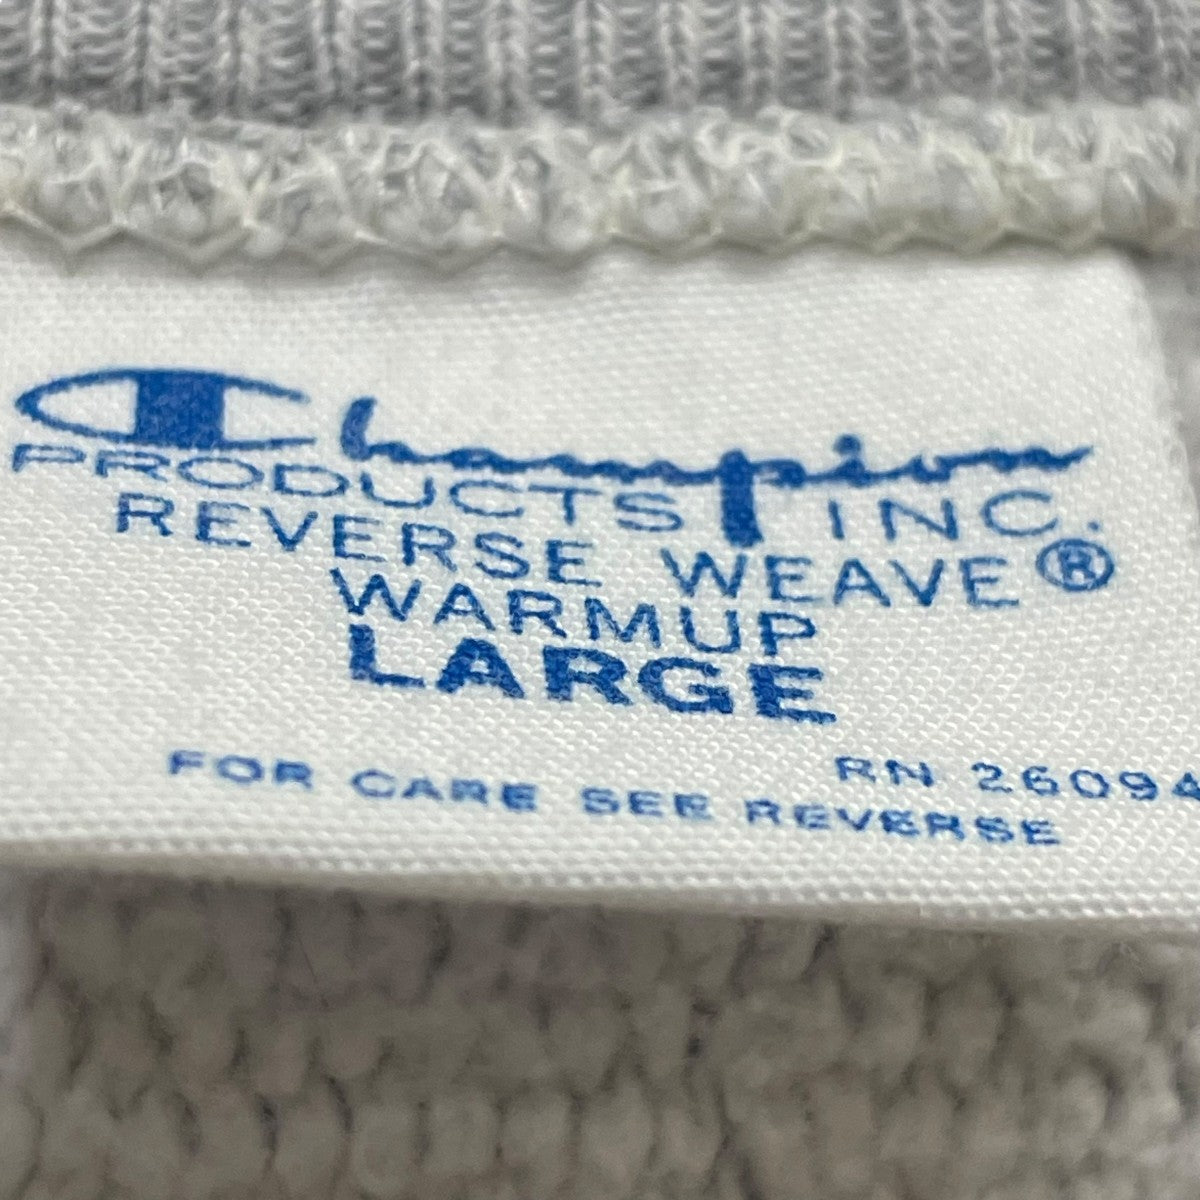 Champion
PRODUCTS INC.
REVERSE WEAVE®
WARMUP
LARGE
RN 26094
FOR CARE SEE REVERSE